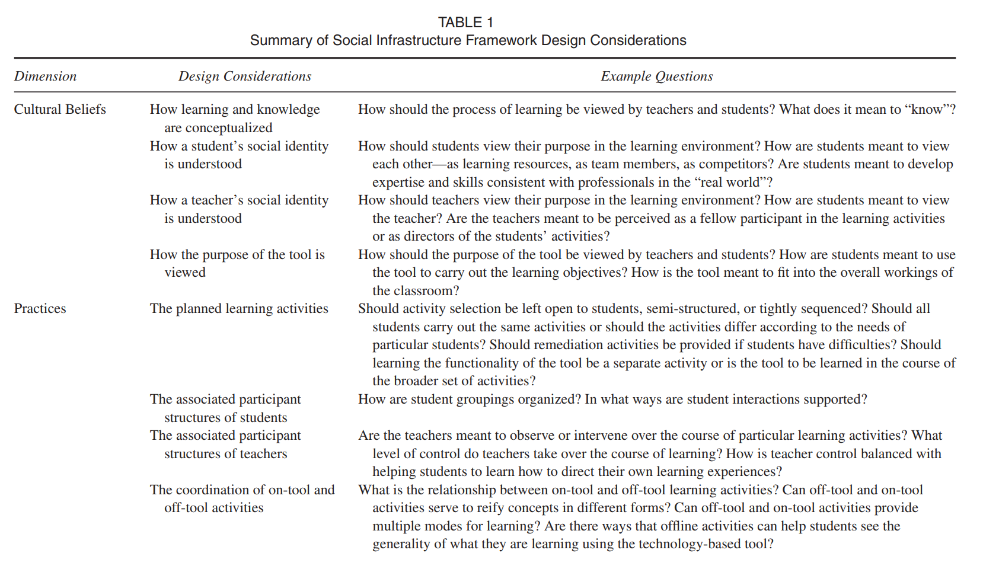 TABLE 1
Summary of Social Infrastructure Framework Design Considerations
Dimension Design Considerations Example Questions
Cultural Beliefs How learning and knowledge How should the process of learning be viewed by teachers and students? What does it mean to “know”?
are conceptualized
How a student’s social identity How should students view their purpose in the learning environment? How are students meant to view
is understood each other—as learning resources, as team members, as competitors? Are students meant to develop
expertise and skills consistent with professionals in the “real world”?
How a teacher’s social identity How should teachers view their purpose in the learning environment? How are students meant to view
is understood the teacher? Are the teachers meant to be perceived as a fellow participant in the learning activities
or as directors of the students’ activities?
How the purpose of the tool is How should the purpose of the tool be viewed by teachers and students? How are students meant to use
viewed the tool to carry out the learning objectives? How is the tool meant to fit into the overall workings of
the classroom?
Practices The planned learning activities Should activity selection be left open to students, semi-structured, or tightly sequenced? Should all
students carry out the same activities or should the activities differ according to the needs of
particular students? Should remediation activities be provided if students have difficulties? Should
learning the functionality of the tool be a separate activity or is the tool to be learned in the course of
the broader set of activities?
The associated participant How are student groupings organized? In what ways are student interactions supported?
structures of students
The associated participant Are the teachers meant to observe or intervene over the course of particular learning activities? What
structures of teachers level of control do teachers take over the course of learning? How is teacher control balanced with
helping students to learn how to direct their own learning experiences?
The coordination of on-tool and What is the relationship between on-tool and off-tool learning activities? Can off-tool and on-tool
off-tool activities activities serve to reify concepts in different forms? Can off-tool and on-tool activities provide
multiple modes for learning? Are there ways that offline activities can help students see the
generality of what they are learning using the technology-based tool?